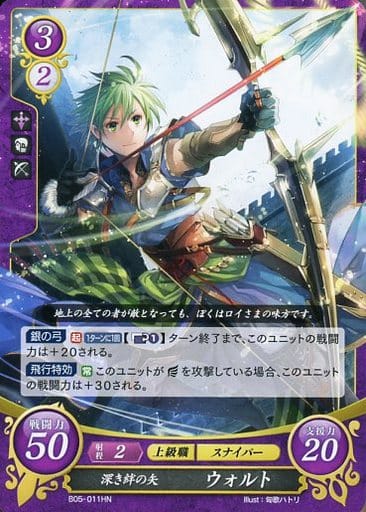 3
2
地上の全ての者が敵となっても、ぼくはロイさまの味方です。
銀の弓 起 1ターンに1回 【 1】ターン終了まで、このユニットの戦闘
力は+20される。
飛行特効 常 このユニットが を攻撃している場合、このユニット
の戦闘力は+30される。
戦闘力
50
射程 2
上級職
スナイパー
支援力
20
深き絆の矢 ウォルト
B05-011HN
Illust：匈歌ハトリ